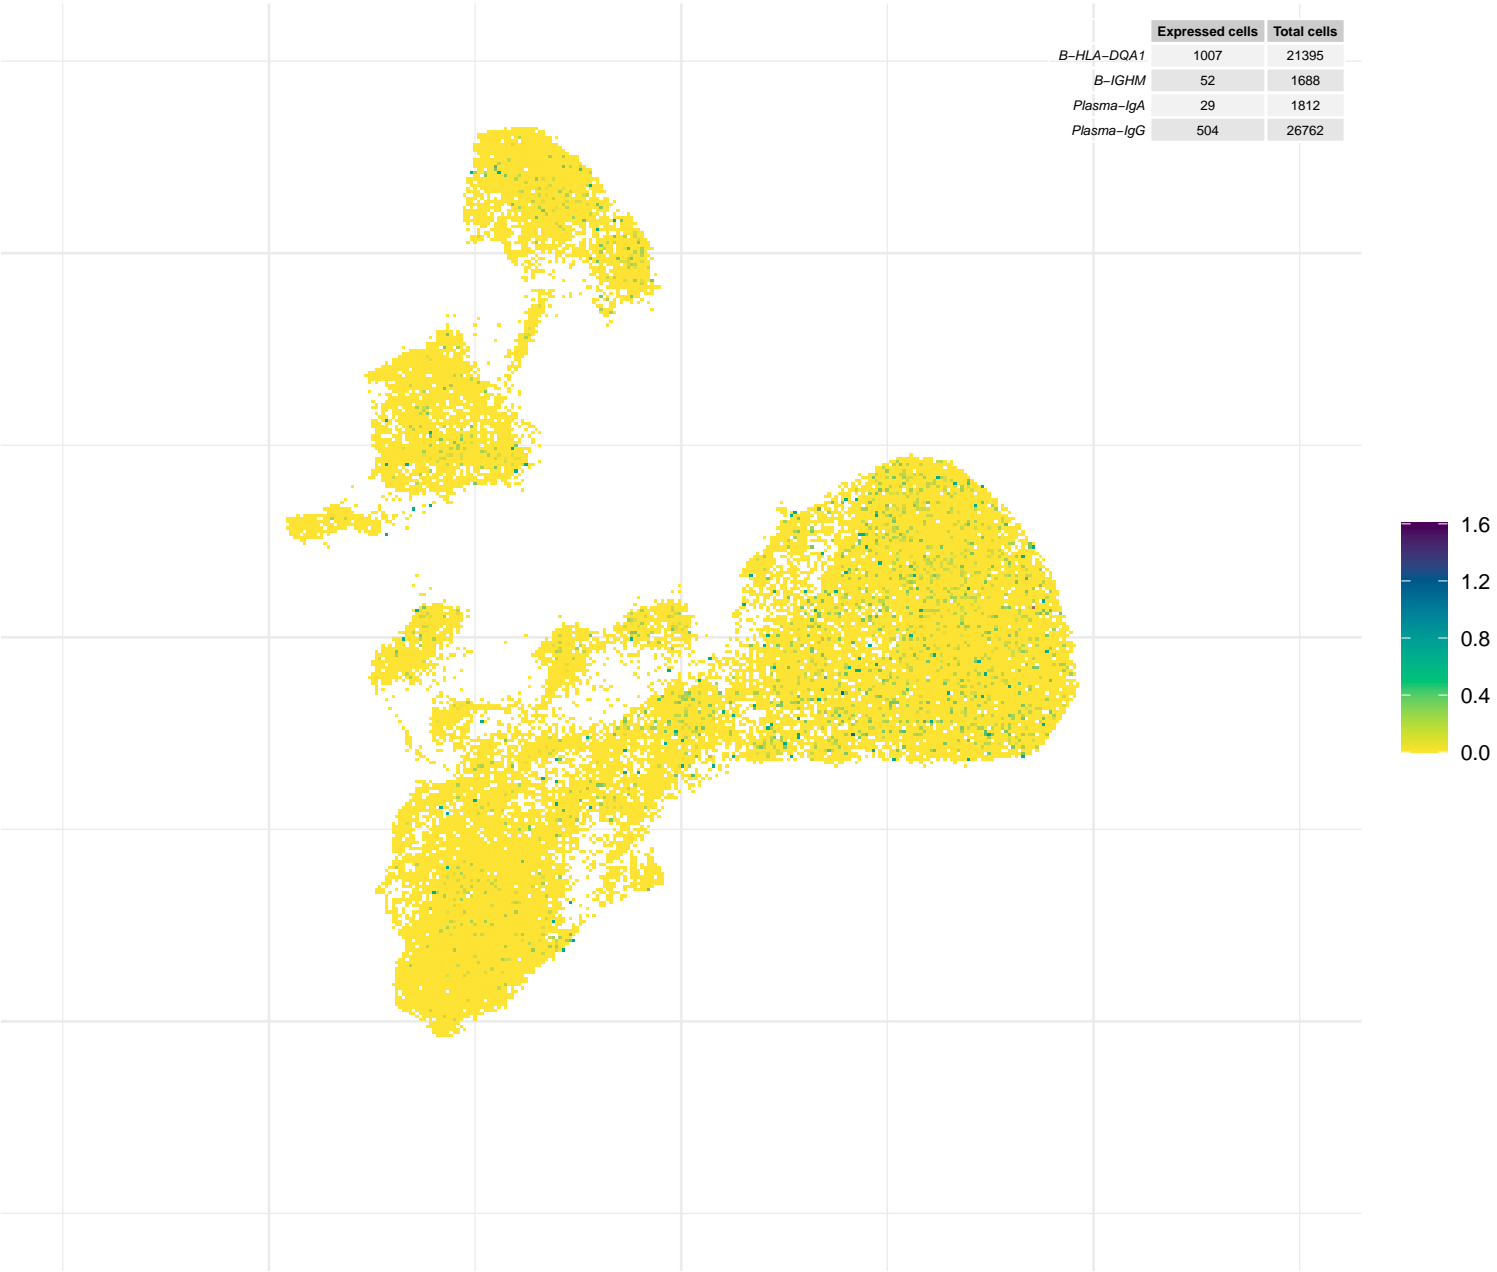 Expressed cells Total cells
B−HLA−DQA1 1007 21395
B−IGHM 52 1688
Plasma−IgA 29 1812
Plasma−IgG 504 26762
1.6
1.2
0.8
0.4
0.0